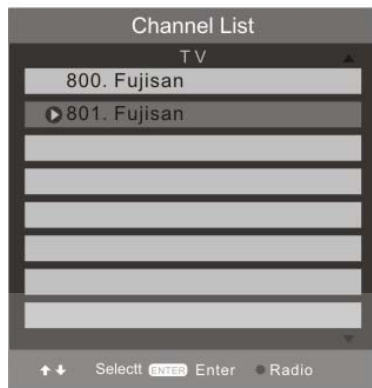 Channel List
TV
800. Fujisan
801. Fujisan
Selectt ENTER Enter Radio